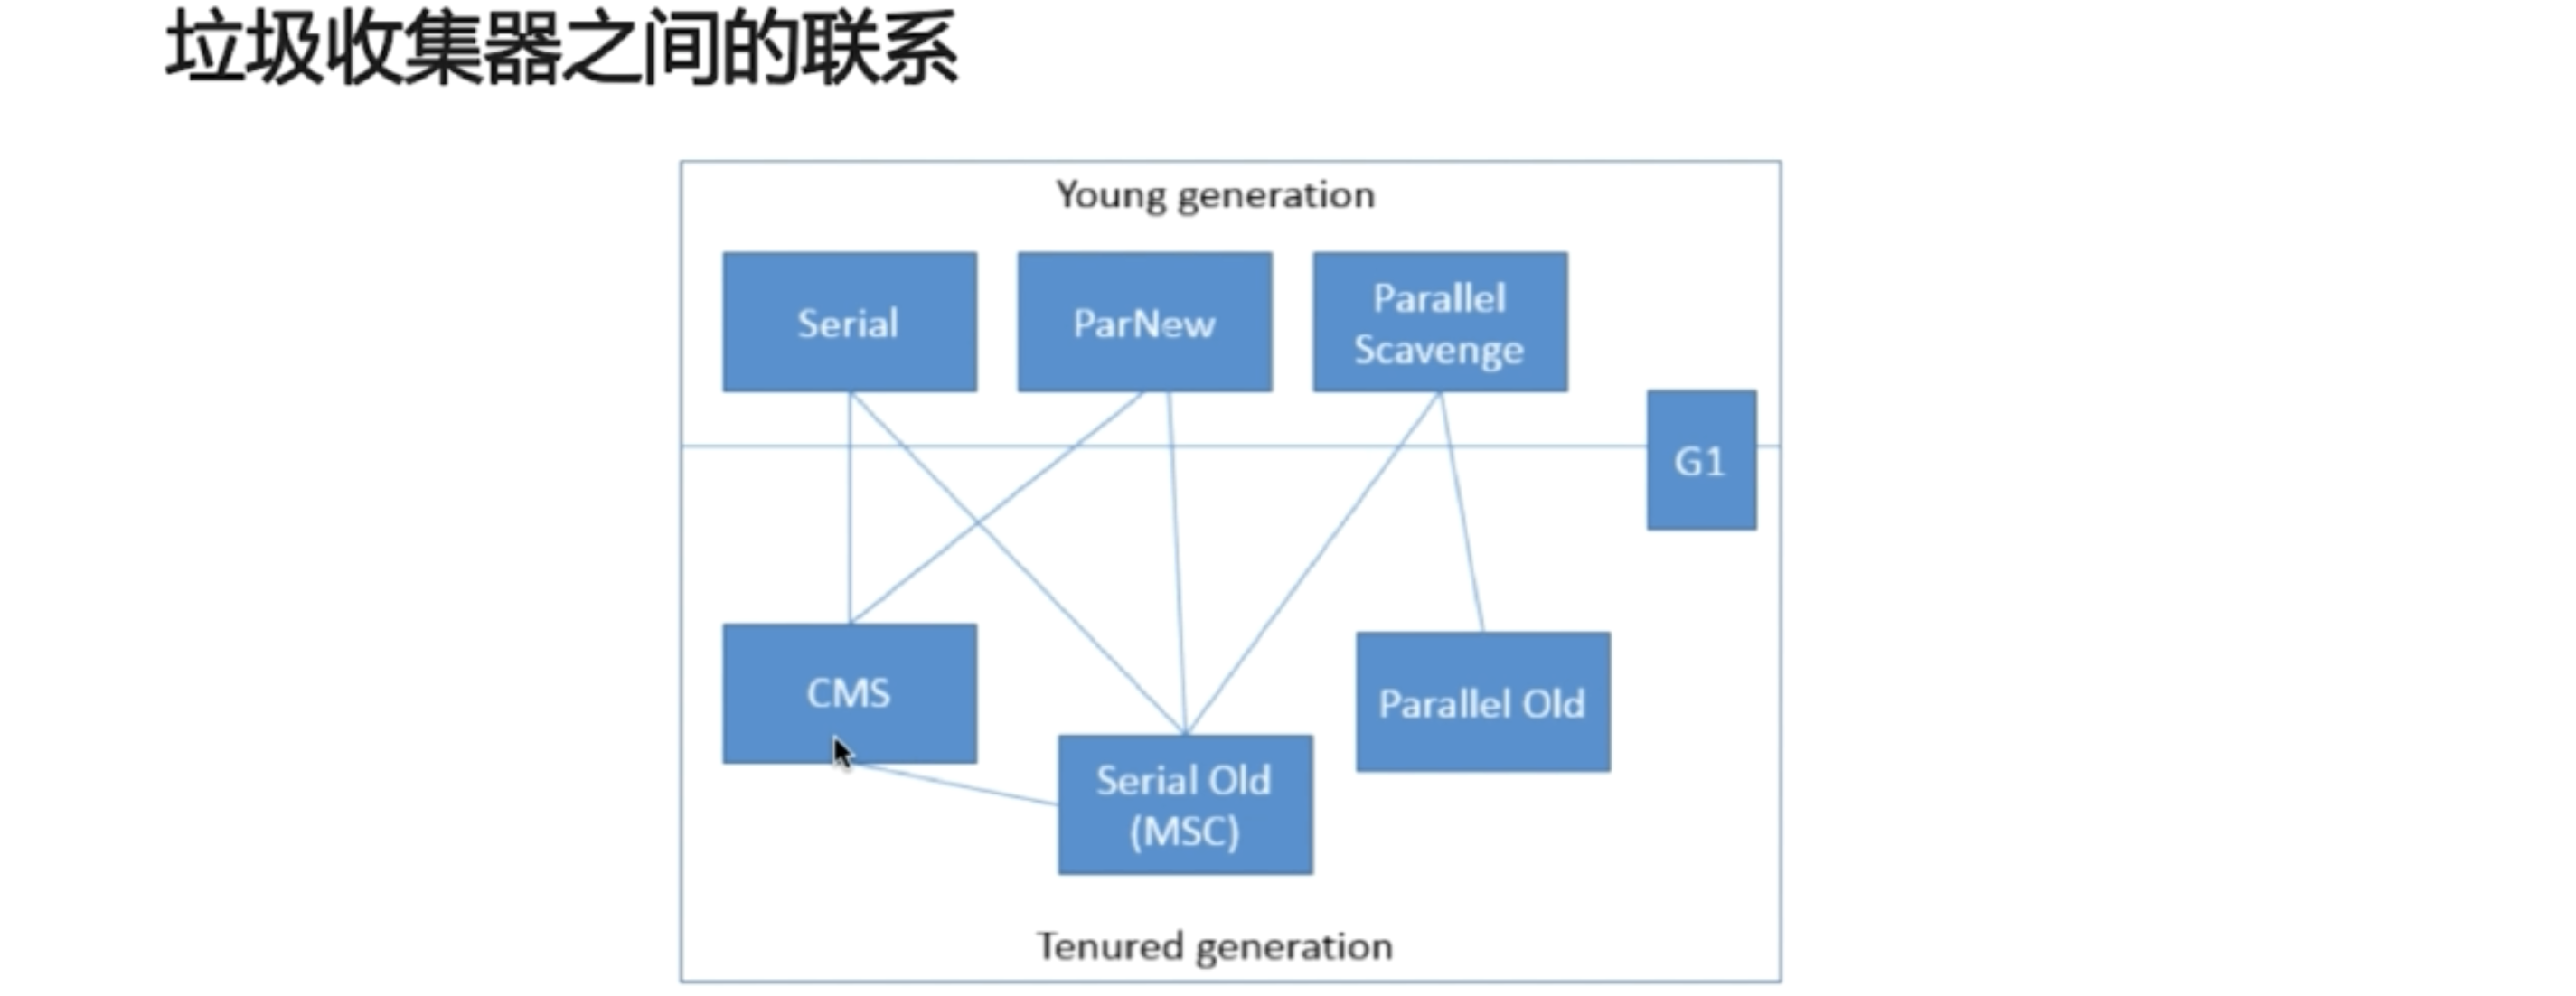 垃圾收集器之间的联系
Young generation
Serial
ParNew
Parallel
Scavenge
G1
CMS
Parallel Old
Serial Old
(MSC)
Tenured generation